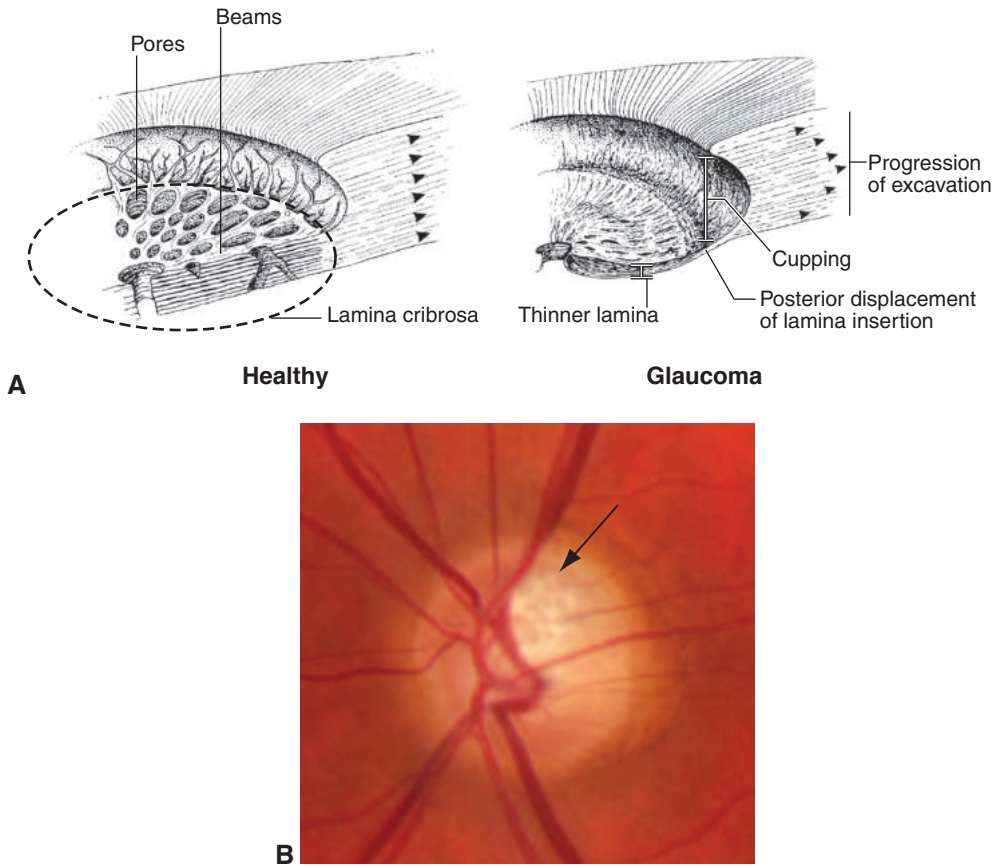 Beams
Pores
Progression
of excavation
Cupping
Posterior displacement
of lamina insertion
Lamina cribrosa
Thinner lamina
A
Healthy
Glaucoma
B